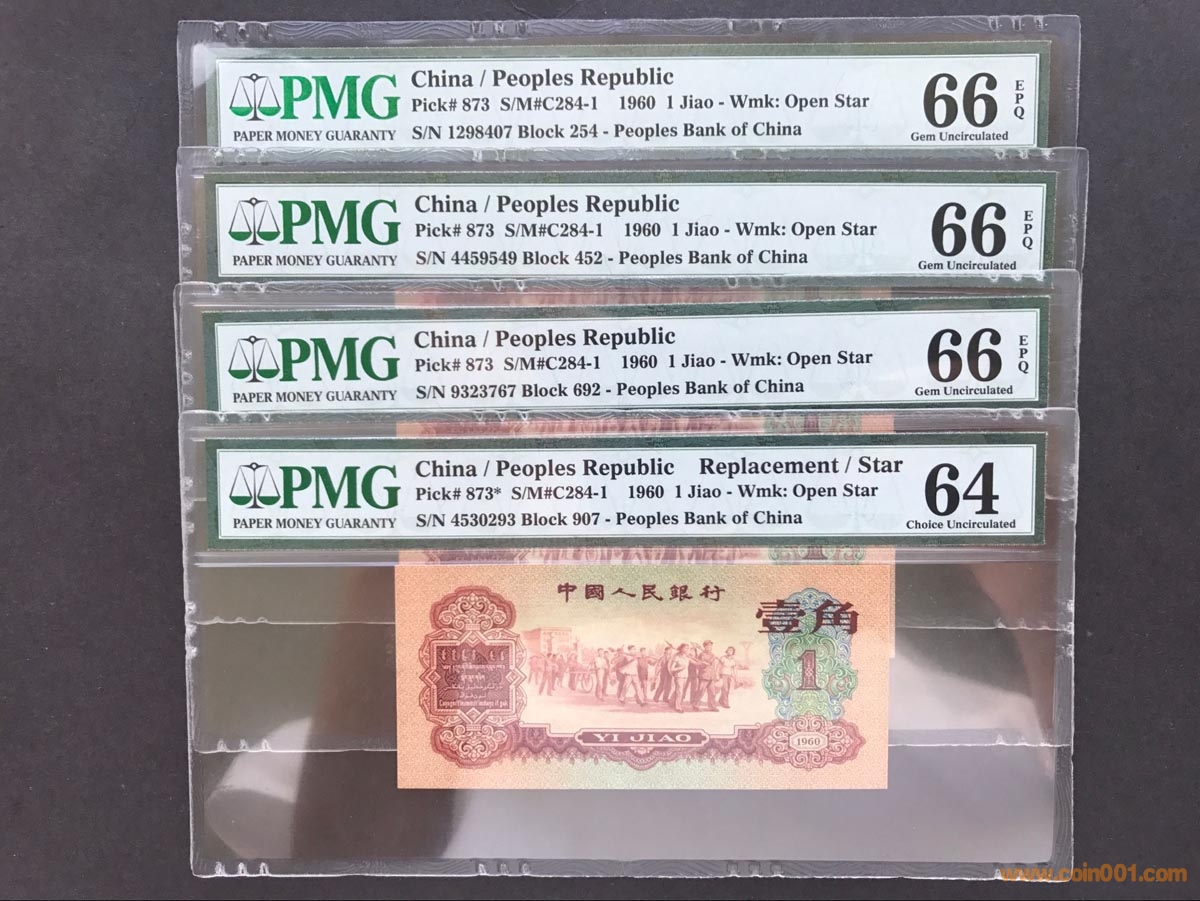 PMG
PAPER MONEY GUARANTY
China / Peoples Republic
Pick# 873 S/M#C284-1 1960 1 Jiao - Wmk: Open Star
S/N 1298407 Block 254 - Peoples Bank of China
66
EPQ
Gem Uncirculated
PMG
PAPER MONEY GUARANTY
China / Peoples Republic
Pick# 873 S/M#C284-1 1960 1 Jiao - Wmk: Open Star
S/N 4459549 Block 452 - Peoples Bank of China
66
EPQ
Gem Uncirculated
PMG
PAPER MONEY GUARANTY
China / Peoples Republic
Pick# 873 S/M#C284-1 1960 1 Jiao - Wmk: Open Star
S/N 9323767 Block 692 - Peoples Bank of China
66
EPQ
Gem Uncirculated
PMG
PAPER MONEY GUARANTY
China / Peoples Republic Replacement / Star
Pick# 873* S/M#C284-1 1960 1 Jiao - Wmk: Open Star
S/N 4530293 Block 907 - Peoples Bank of China
64
Choice Uncirculated
中國人民銀行
壹角
1
YI JIAO
1960
www.coin001.com